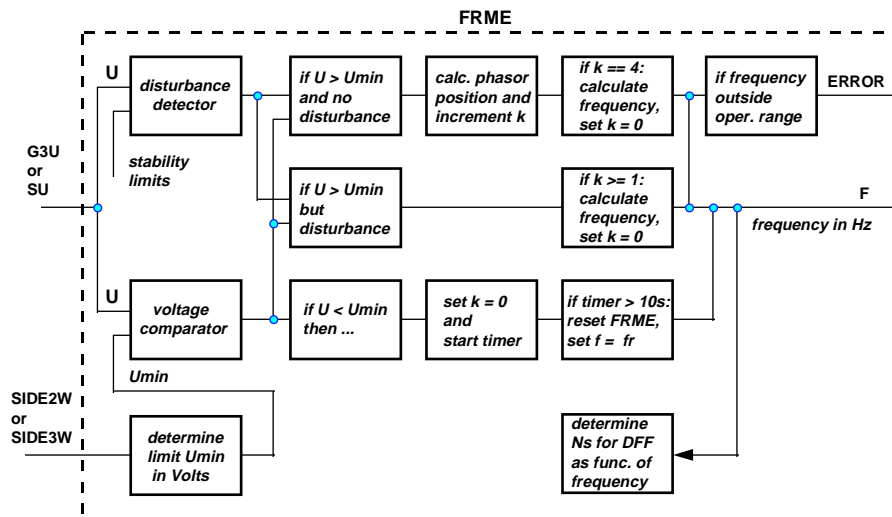 FRME
U
disturbance
detector
if U > Umin
and no
disturbance
calc. phasor
position and
increment k
if k == 4:
calculate
frequency,
set k = 0
if frequency
outside
oper. range
ERROR
G3U
or
SU
stability
limits
if U > Umin
but
disturbance
if k >= 1:
calculate
frequency,
set k = 0
F
frequency in Hz
U
voltage
comparator
if U < Umin
then ...
set k = 0
and
start timer
if timer > 10s:
reset FRME,
set f = fr
Umin
SIDE2W
or
SIDE3W
determine
limit Umin
in Volts
determine
Ns for DFF
as func. of
frequency